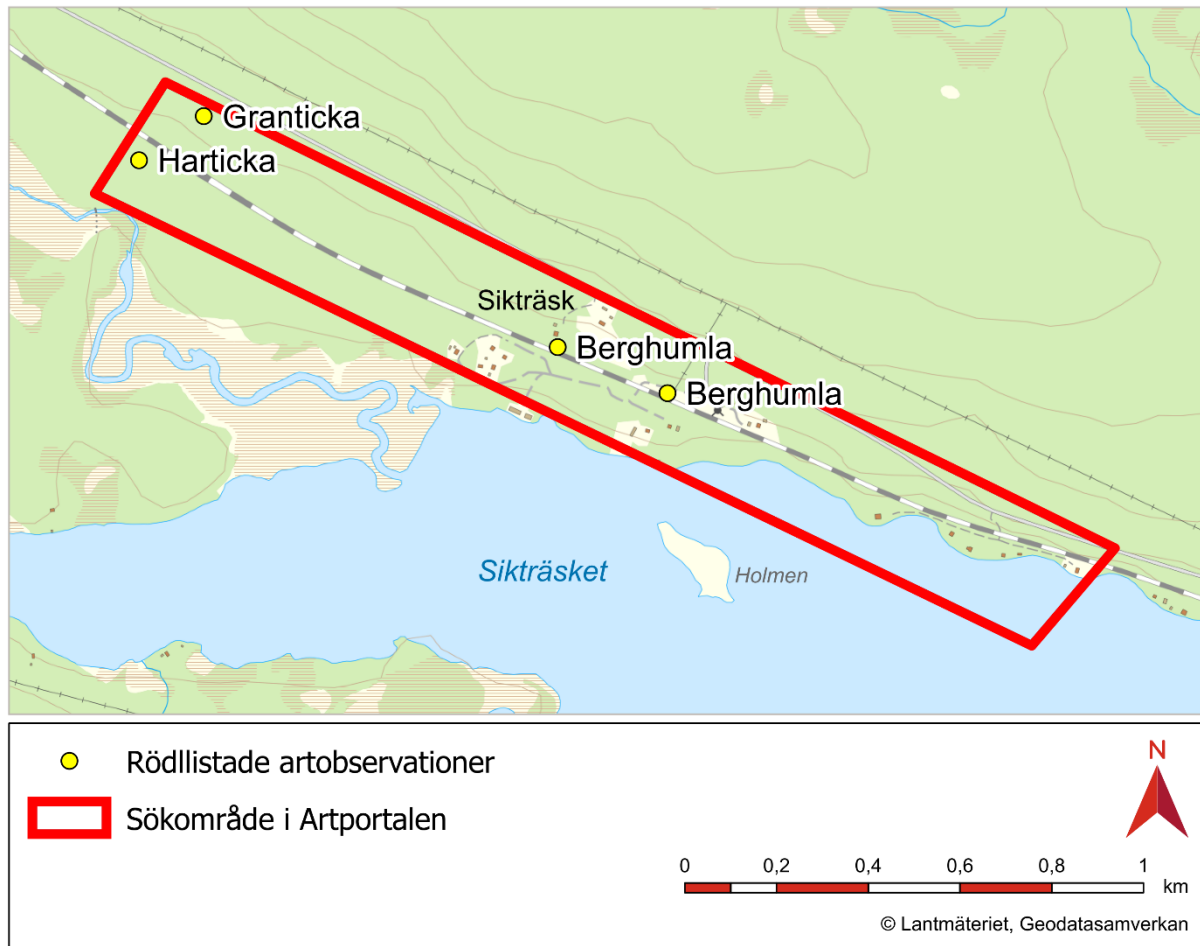 Granticka
Harticka
Sikträsk
Berghumla
Berghumla
Sikträsket
Holmen
Rödllistade artobservationer
Sökområde i Artportalen
N
0 0,2 0,4 0,6 0,8 1
km
© Lantmäteriet, Geodatasamverkan